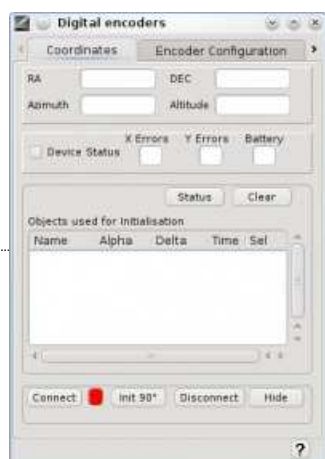 Digital encoders
Coordinates Encoder Configuration
RA DEC
Azimuth Altitude
X Errors Y Errors Battery
Device Status
Status Clear
Objects used for Initialisation
Name Alpha Delta Time Sel
Connect Init 90° Disconnect Hide
?